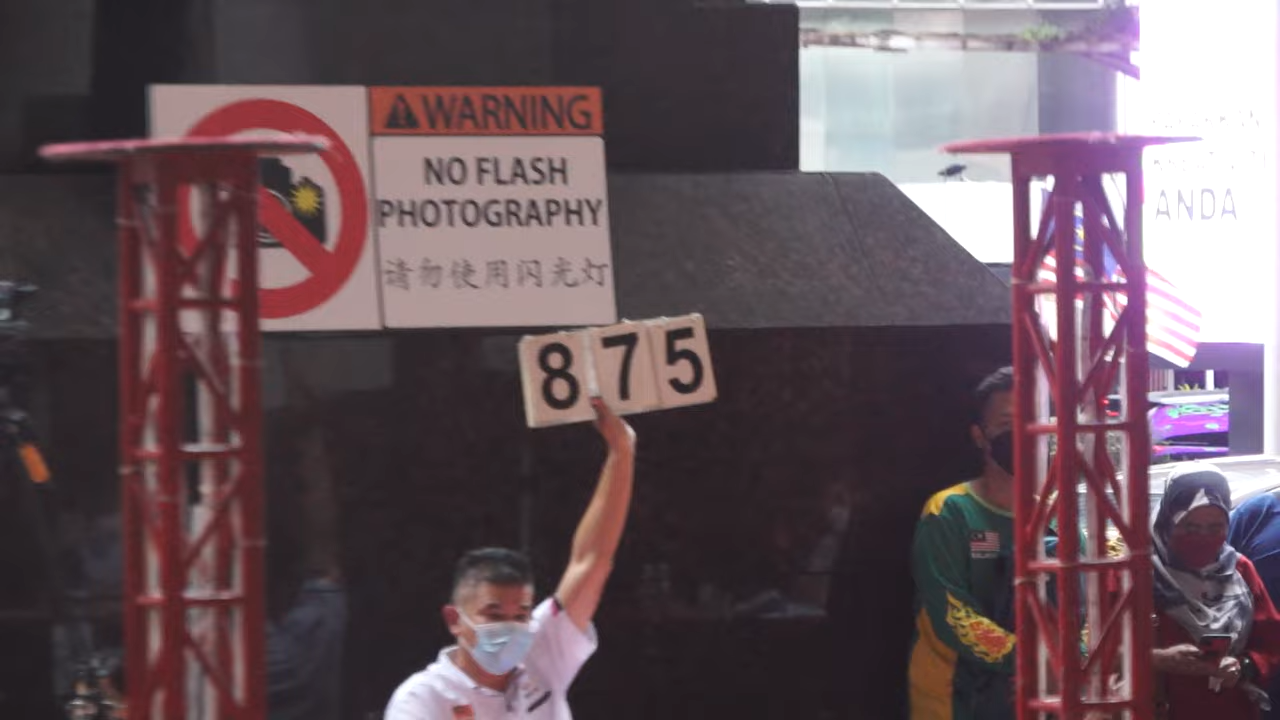 WARNING
NO FLASH
PHOTOGRAPHY
请勿使用闪光灯
875
ANDA